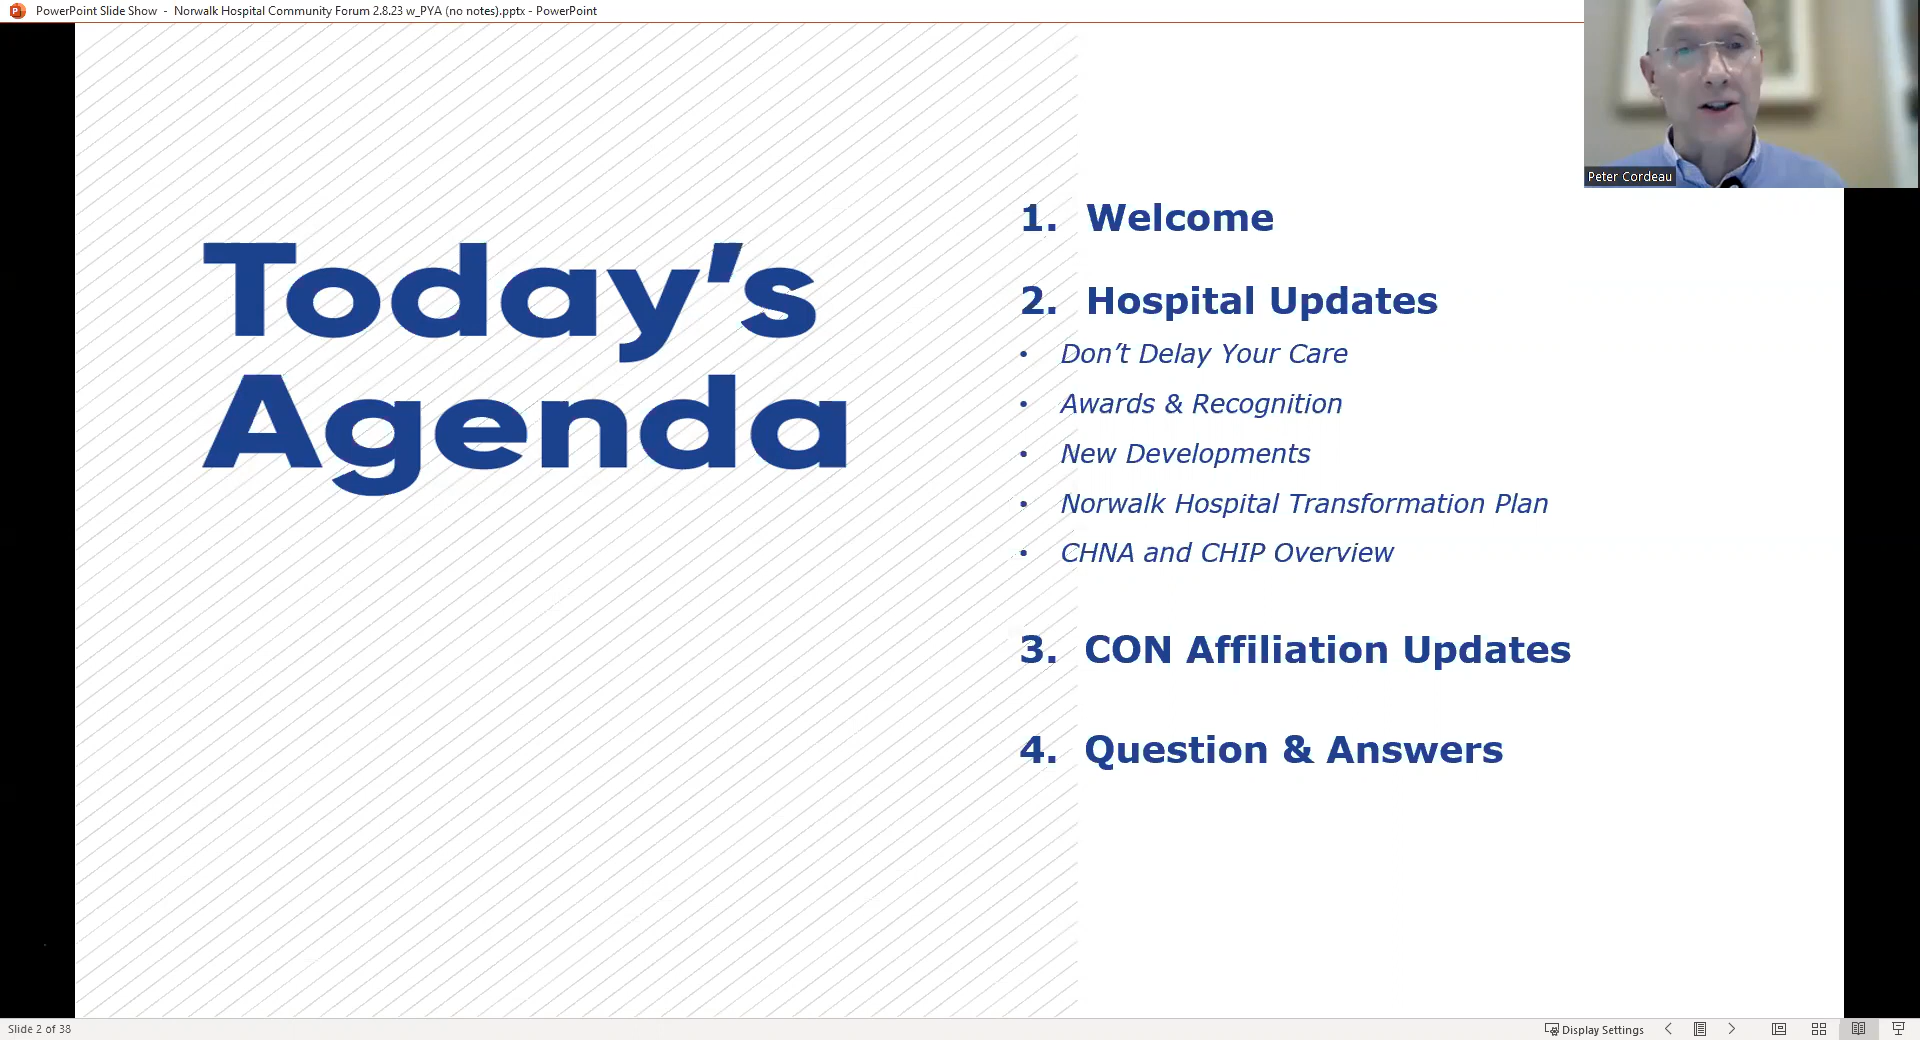 PowerPoint Slide Show - Norwalk Hospital Community Forum 2.8.23 w_PYA (no notes).pptx - PowerPoint
Peter Cordeau
Today’s
Agenda
1. Welcome
2. Hospital Updates
• Don’t Delay Your Care
• Awards & Recognition
• New Developments
• Norwalk Hospital Transformation Plan
• CHNA and CHIP Overview
3. CON Affiliation Updates
4. Question & Answers
Slide 2 of 38
Display Settings